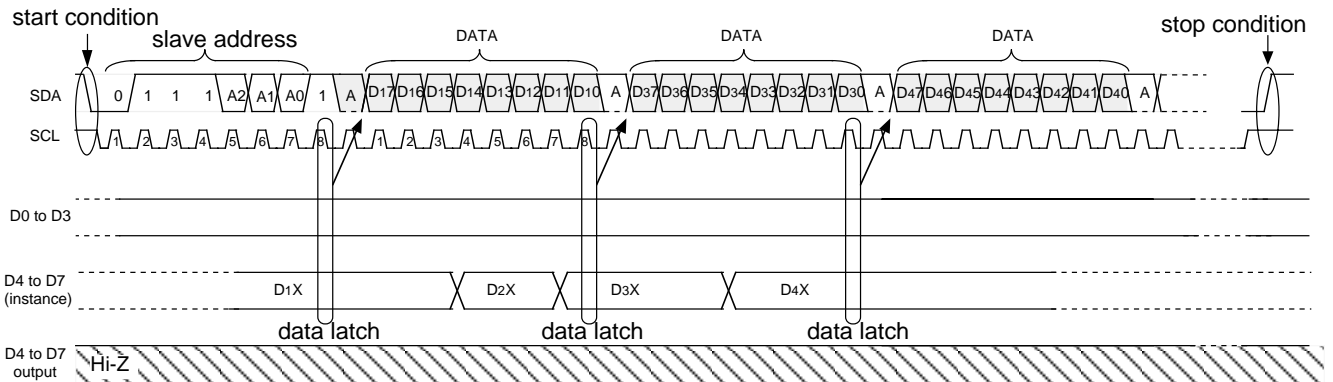 start condition
stop condition
slave address
DATA DATA DATA
SDA 0 1 1 1 A2 A1 A0 1 A D17 D16 D15 D14 D13 D12 D11 D10 A D37 D36 D35 D34 D33 D32 D31 D30 A D47 D46 D45 D44 D43 D42 D41 D40 A
SCL 1 2 3 4 5 6 7 8 1 2 3 4 5 6 7 8
D0 to D3
D4 to D7
(instance)
D1X D2X D3X D4X
data latch data latch data latch
D4 to D7
output
Hi-Z